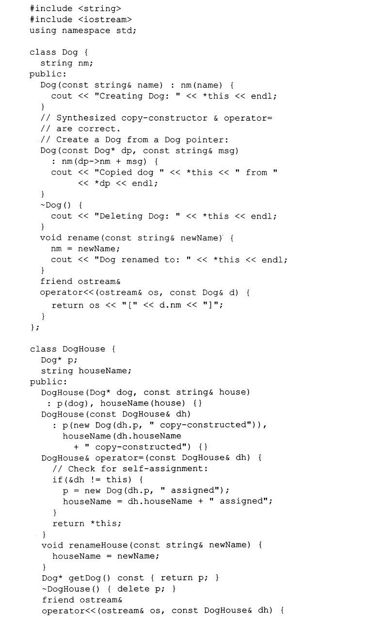 #include <string>
#include <iostream>
using namespace std;

class Dog {
  string nm;
public:
  Dog(const string& name) : nm(name) {
    cout << "Creating Dog: " << *this << endl;
  }
  // Synthesized copy-constructor & operator=
  // are correct.
  // Create a Dog from a Dog pointer:
  Dog(const Dog* dp, const string& msg)
    : nm(dp->nm + msg) {
    cout << "Copied dog " << *this << " from "
         << *dp << endl;
  }
  ~Dog() {
    cout << "Deleting Dog: " << *this << endl;
  }
  void rename(const string& newName) {
    nm = newName;
    cout << "Dog renamed to: " << *this << endl;
  }
  friend ostream&
  operator<<(ostream& os, const Dog& d) {
    return os << "[" << d.nm << "]";
  }
};

class DogHouse {
  Dog* p;
  string houseName;
public:
  DogHouse(Dog* dog, const string& house)
   : p(dog), houseName(house) {}
  DogHouse(const DogHouse& dh)
    : p(new Dog(dh.p, " copy-constructed")),
      houseName(dh.houseName
        + " copy-constructed") {}
  DogHouse& operator=(const DogHouse& dh) {
    // Check for self-assignment:
    if(&dh != this) {
      p = new Dog(dh.p, " assigned");
      houseName = dh.houseName + " assigned";
    }
    return *this;
  }
  void renameHouse(const string& newName) {
    houseName = newName;
  }
  Dog* getDog() const { return p; }
  ~DogHouse() { delete p; }
  friend ostream&
  operator<<(ostream& os, const DogHouse& dh) {